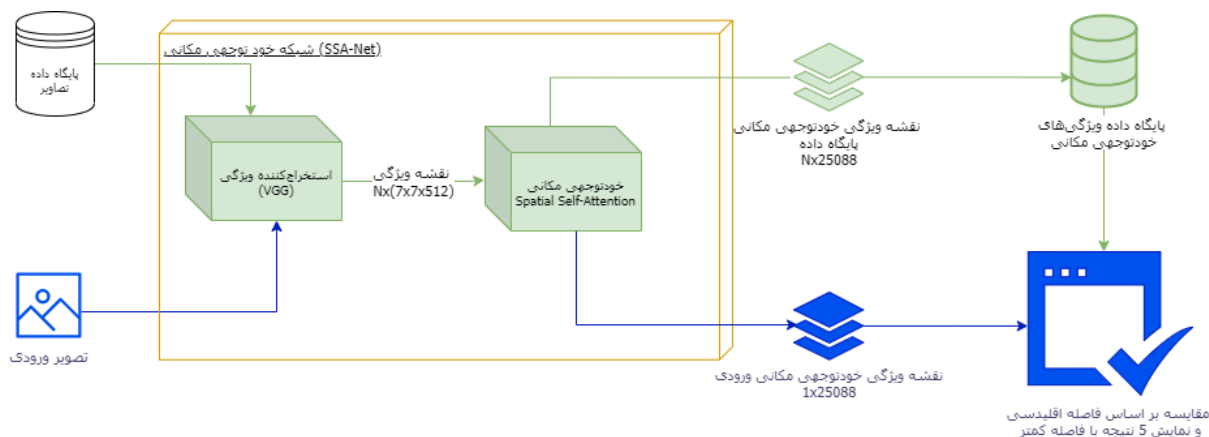 شبکه خود توجهی مکانی (SSA-Net)
پایگاه داده
تصاویر
استخراج‌کننده ویژگی
(VGG)
نقشه ویژگی
Nx(7x7x512)
خودتوجهی مکانی
Spatial Self-Attention
نقشه ویژگی خودتوجهی مکانی
پایگاه داده
Nx25088
پایگاه داده ویژگی‌های
خودتوجهی مکانی
تصویر ورودی
نقشه ویژگی خودتوجهی مکانی ورودی
1x25088
مقایسه بر اساس فاصله اقلیدسی
و نمایش 5 نتیجه با فاصله کمتر